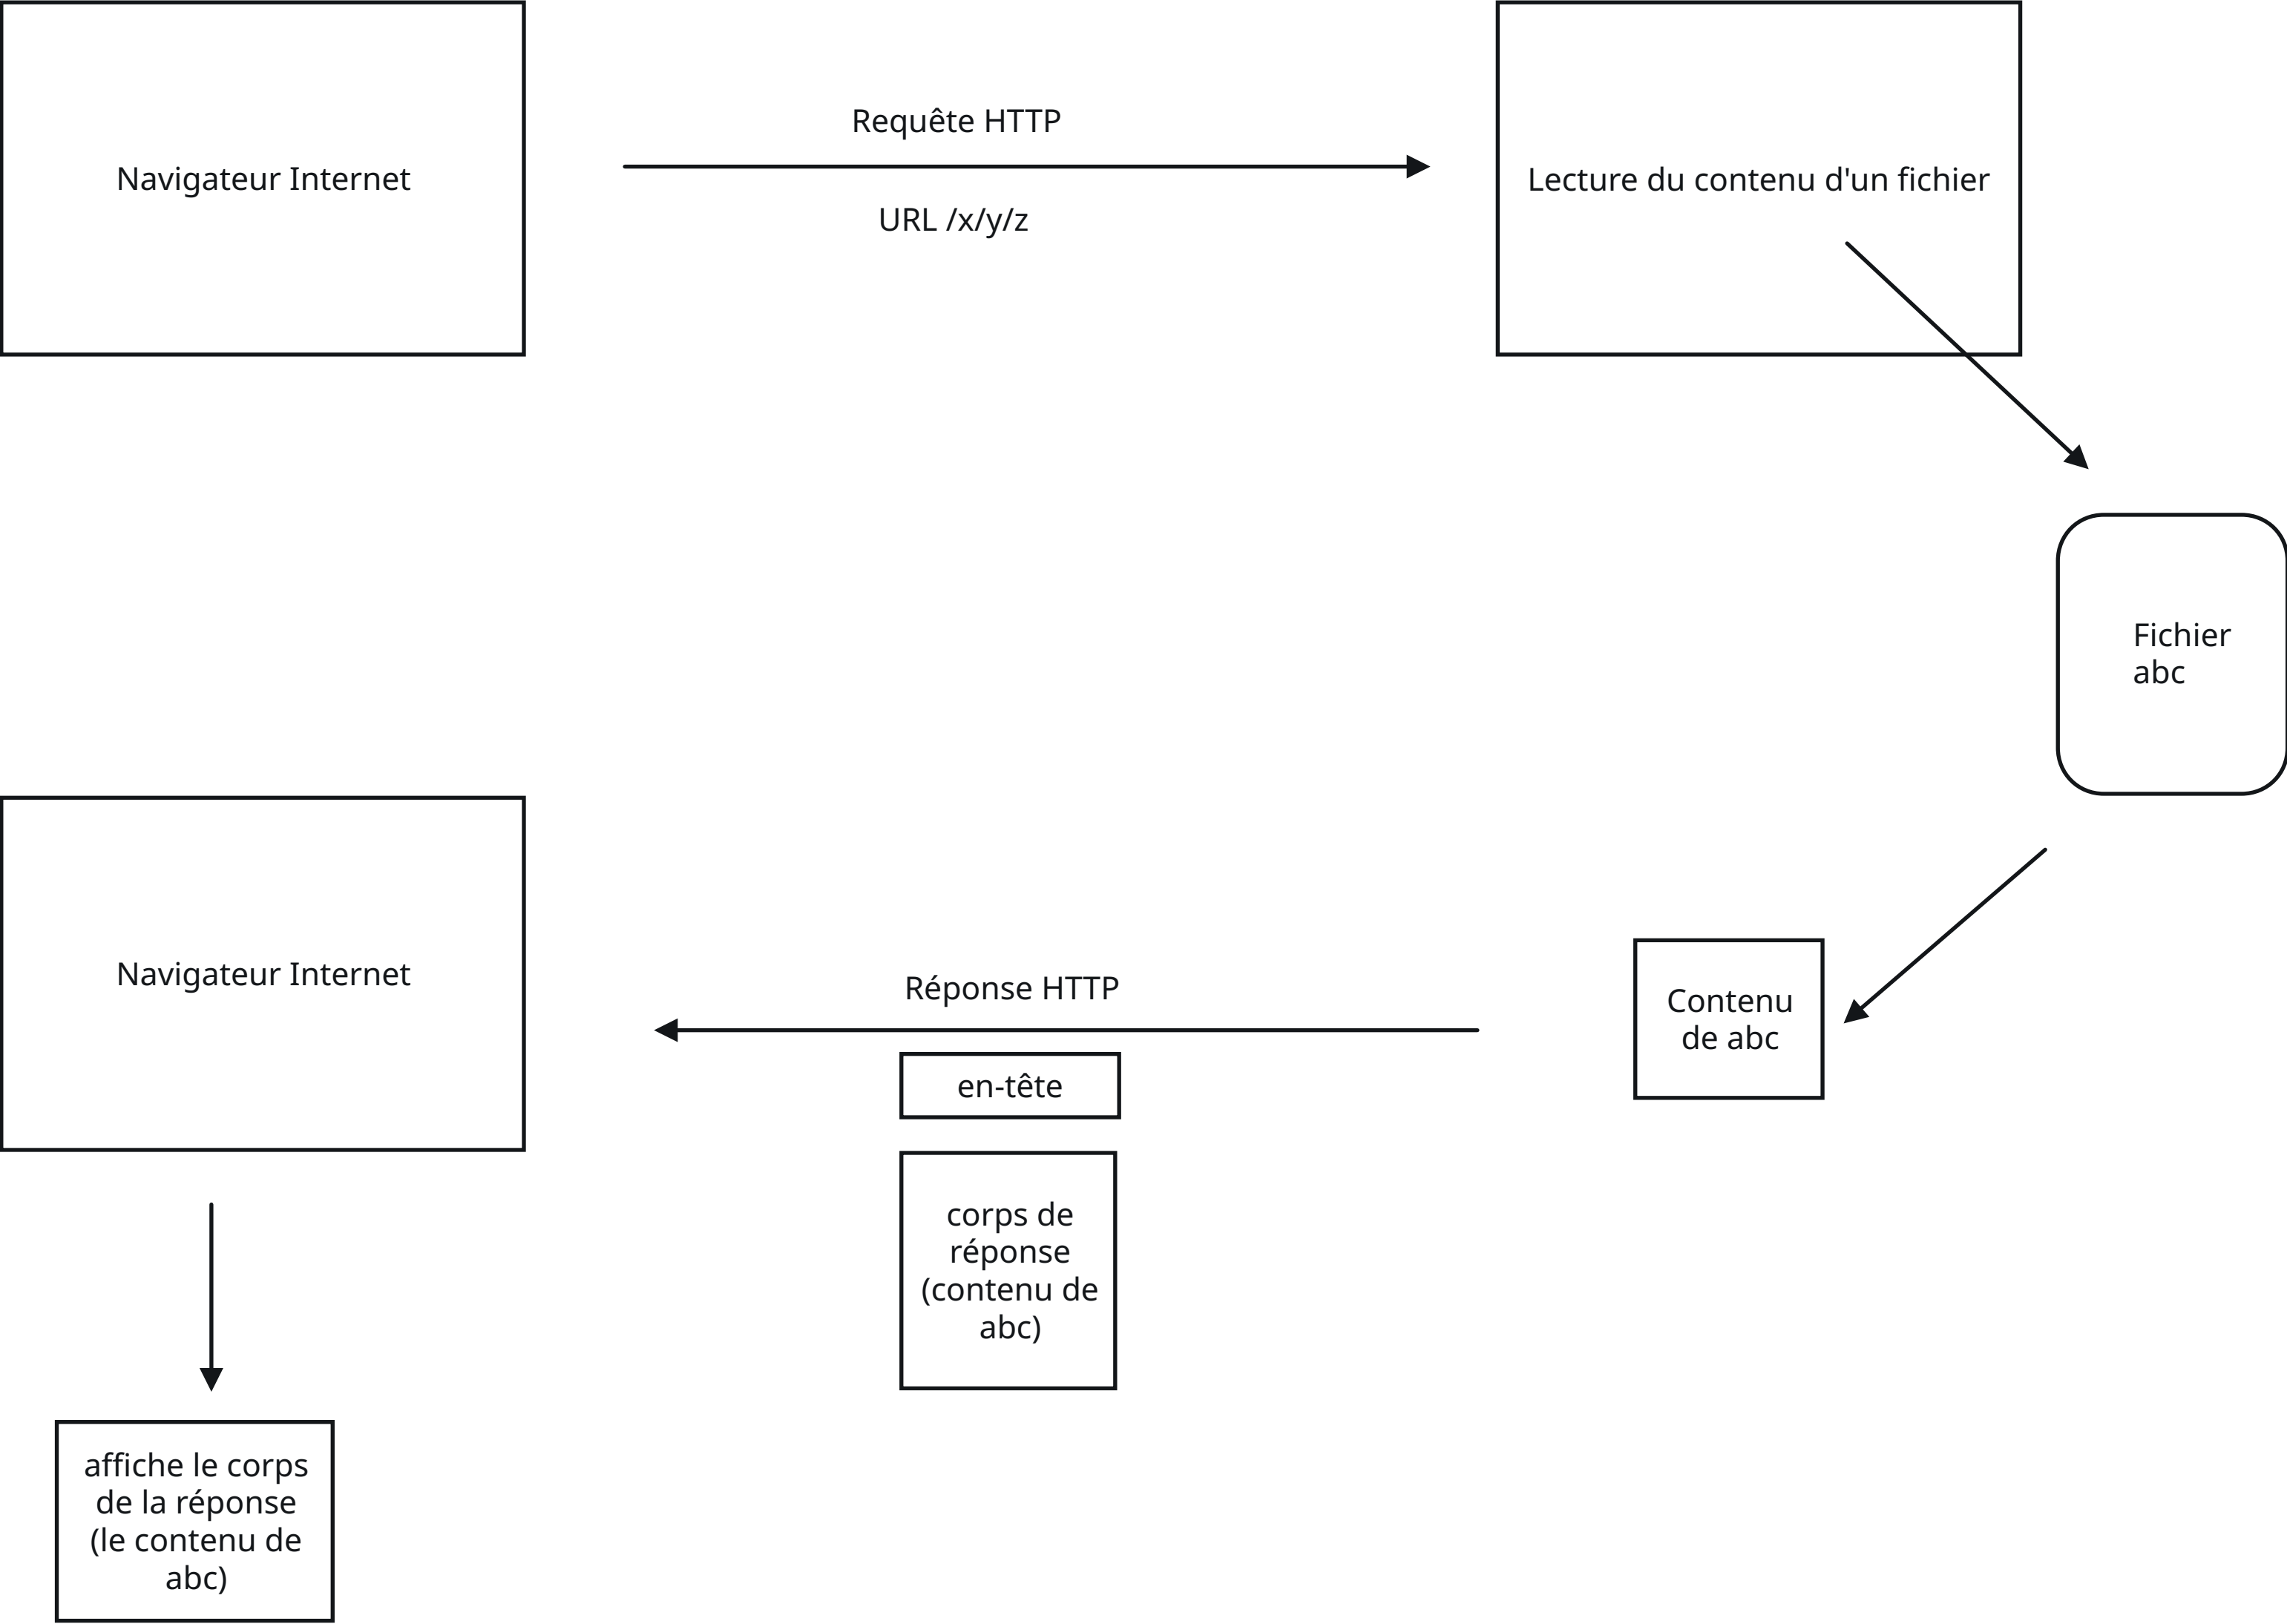 Navigateur Internet
Requête HTTP
URL /x/y/z
Lecture du contenu d'un fichier
Fichier
abc
Contenu
de abc
Réponse HTTP
en-tête
corps de
réponse
(contenu de
abc)
Navigateur Internet
affiche le corps
de la réponse
(le contenu de
abc)